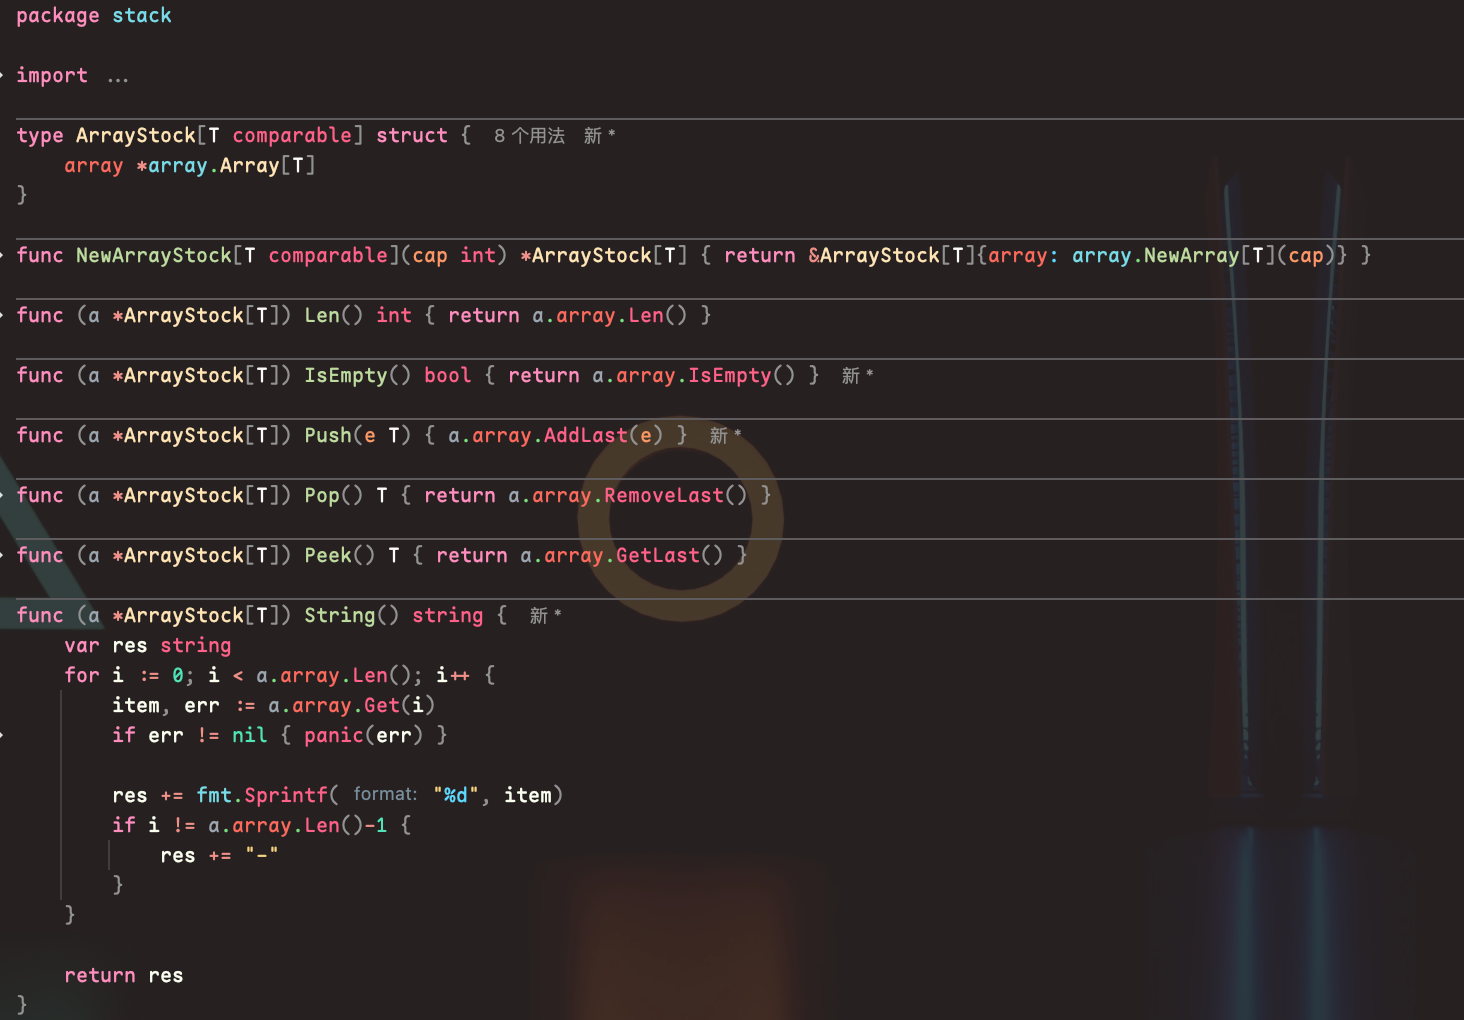 package stack
import ...
type ArrayStock[T comparable] struct { 8 个用法 新 *
array *array.Array[T]
}
func NewArrayStock[T comparable](cap int) *ArrayStock[T] { return &ArrayStock[T]{array: array.NewArray[T](cap)} }
func (a *ArrayStock[T]) Len() int { return a.array.Len() }
func (a *ArrayStock[T]) IsEmpty() bool { return a.array.IsEmpty() } 新 *
func (a *ArrayStock[T]) Push(e T) { a.array.AddLast(e) } 新 *
func (a *ArrayStock[T]) Pop() T { return a.array.RemoveLast() }
func (a *ArrayStock[T]) Peek() T { return a.array.GetLast() }
func (a *ArrayStock[T]) String() string { 新 *
var res string
for i := 0; i < a.array.Len(); i++ {
item, err := a.array.Get(i)
if err != nil { panic(err) }
res += fmt.Sprintf( format: "%d", item)
if i != a.array.Len()-1 {
res += "-"
}
}
return res
}